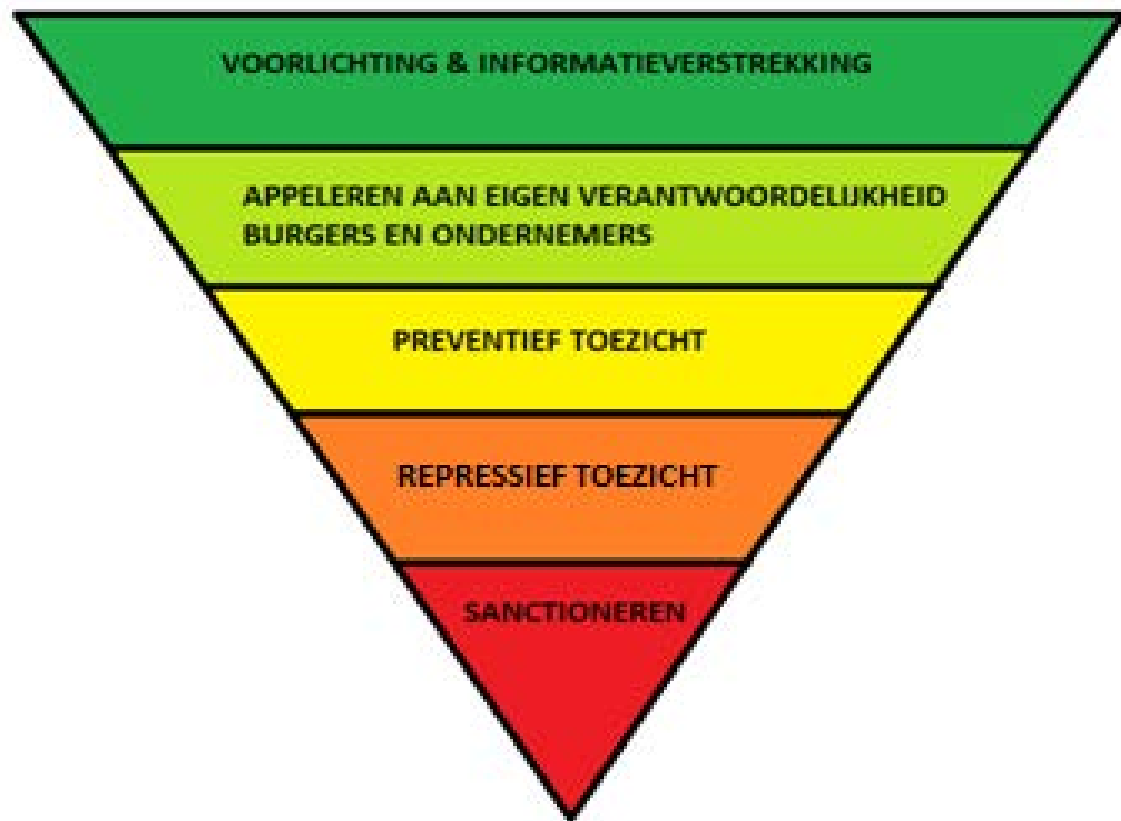 VOORLICHTING & INFORMATIEVERSTREKKING
APPELEREN AAN EIGEN VERANTWOORDELIJKHEID
BURGERS EN ONDERNEMERS
PREVENTIEF TOEZICHT
REPRESSIEF TOEZICHT
SANCTIONEREN